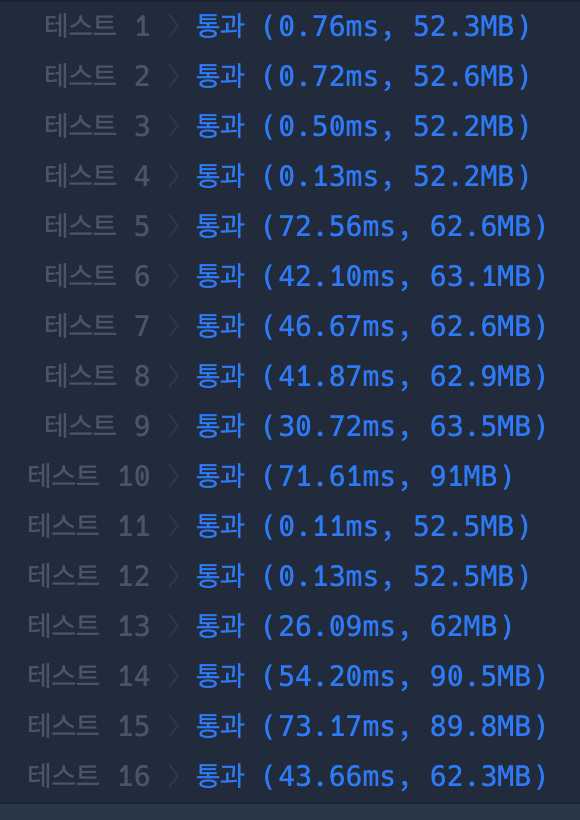 테스트 1 〉 통과 (0.76ms, 52.3MB)
테스트 2 〉 통과 (0.72ms, 52.6MB)
테스트 3 〉 통과 (0.50ms, 52.2MB)
테스트 4 〉 통과 (0.13ms, 52.2MB)
테스트 5 〉 통과 (72.56ms, 62.6MB)
테스트 6 〉 통과 (42.10ms, 63.1MB)
테스트 7 〉 통과 (46.67ms, 62.6MB)
테스트 8 〉 통과 (41.87ms, 62.9MB)
테스트 9 〉 통과 (30.72ms, 63.5MB)
테스트 10 〉 통과 (71.61ms, 91MB)
테스트 11 〉 통과 (0.11ms, 52.5MB)
테스트 12 〉 통과 (0.13ms, 52.5MB)
테스트 13 〉 통과 (26.09ms, 62MB)
테스트 14 〉 통과 (54.20ms, 90.5MB)
테스트 15 〉 통과 (73.17ms, 89.8MB)
테스트 16 〉 통과 (43.66ms, 62.3MB)